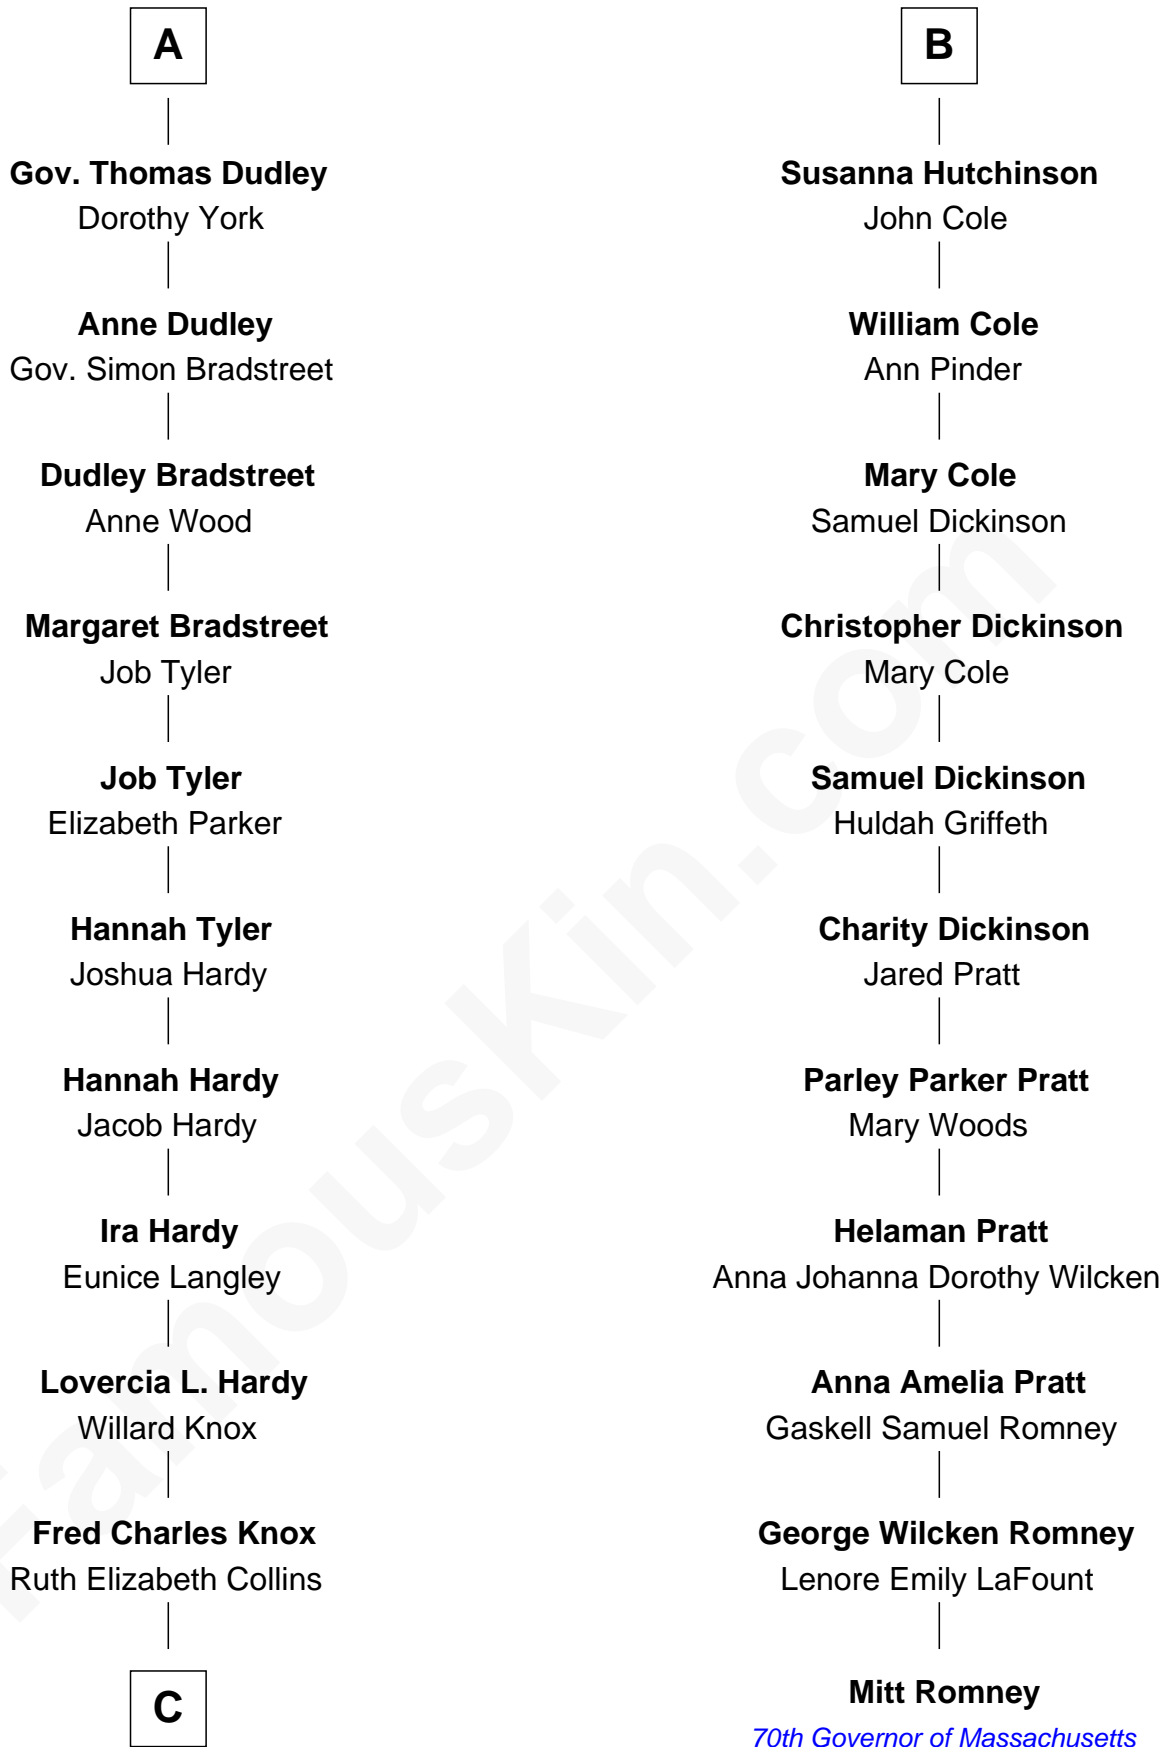 A
Gov. Thomas Dudley
Dorothy York
Anne Dudley
Gov. Simon Bradstreet
Dudley Bradstreet
Anne Wood
Margaret Bradstreet
Job Tyler
Job Tyler
Elizabeth Parker
Hannah Tyler
Joshua Hardy
Hannah Hardy
Jacob Hardy
Ira Hardy
Eunice Langley
Lovercia L. Hardy
Willard Knox
Fred Charles Knox
Ruth Elizabeth Collins
C
B
Susanna Hutchinson
John Cole
William Cole
Ann Pinder
Mary Cole
Samuel Dickinson
Christopher Dickinson
Mary Cole
Samuel Dickinson
Huldah Griffeth
Charity Dickinson
Jared Pratt
Parley Parker Pratt
Mary Woods
Helaman Pratt
Anna Johanna Dorothy Wilcken
Anna Amelia Pratt
Gaskell Samuel Romney
George Wilcken Romney
Lenore Emily LaFount
Mitt Romney
70th Governor of Massachusetts
FamousKin.com